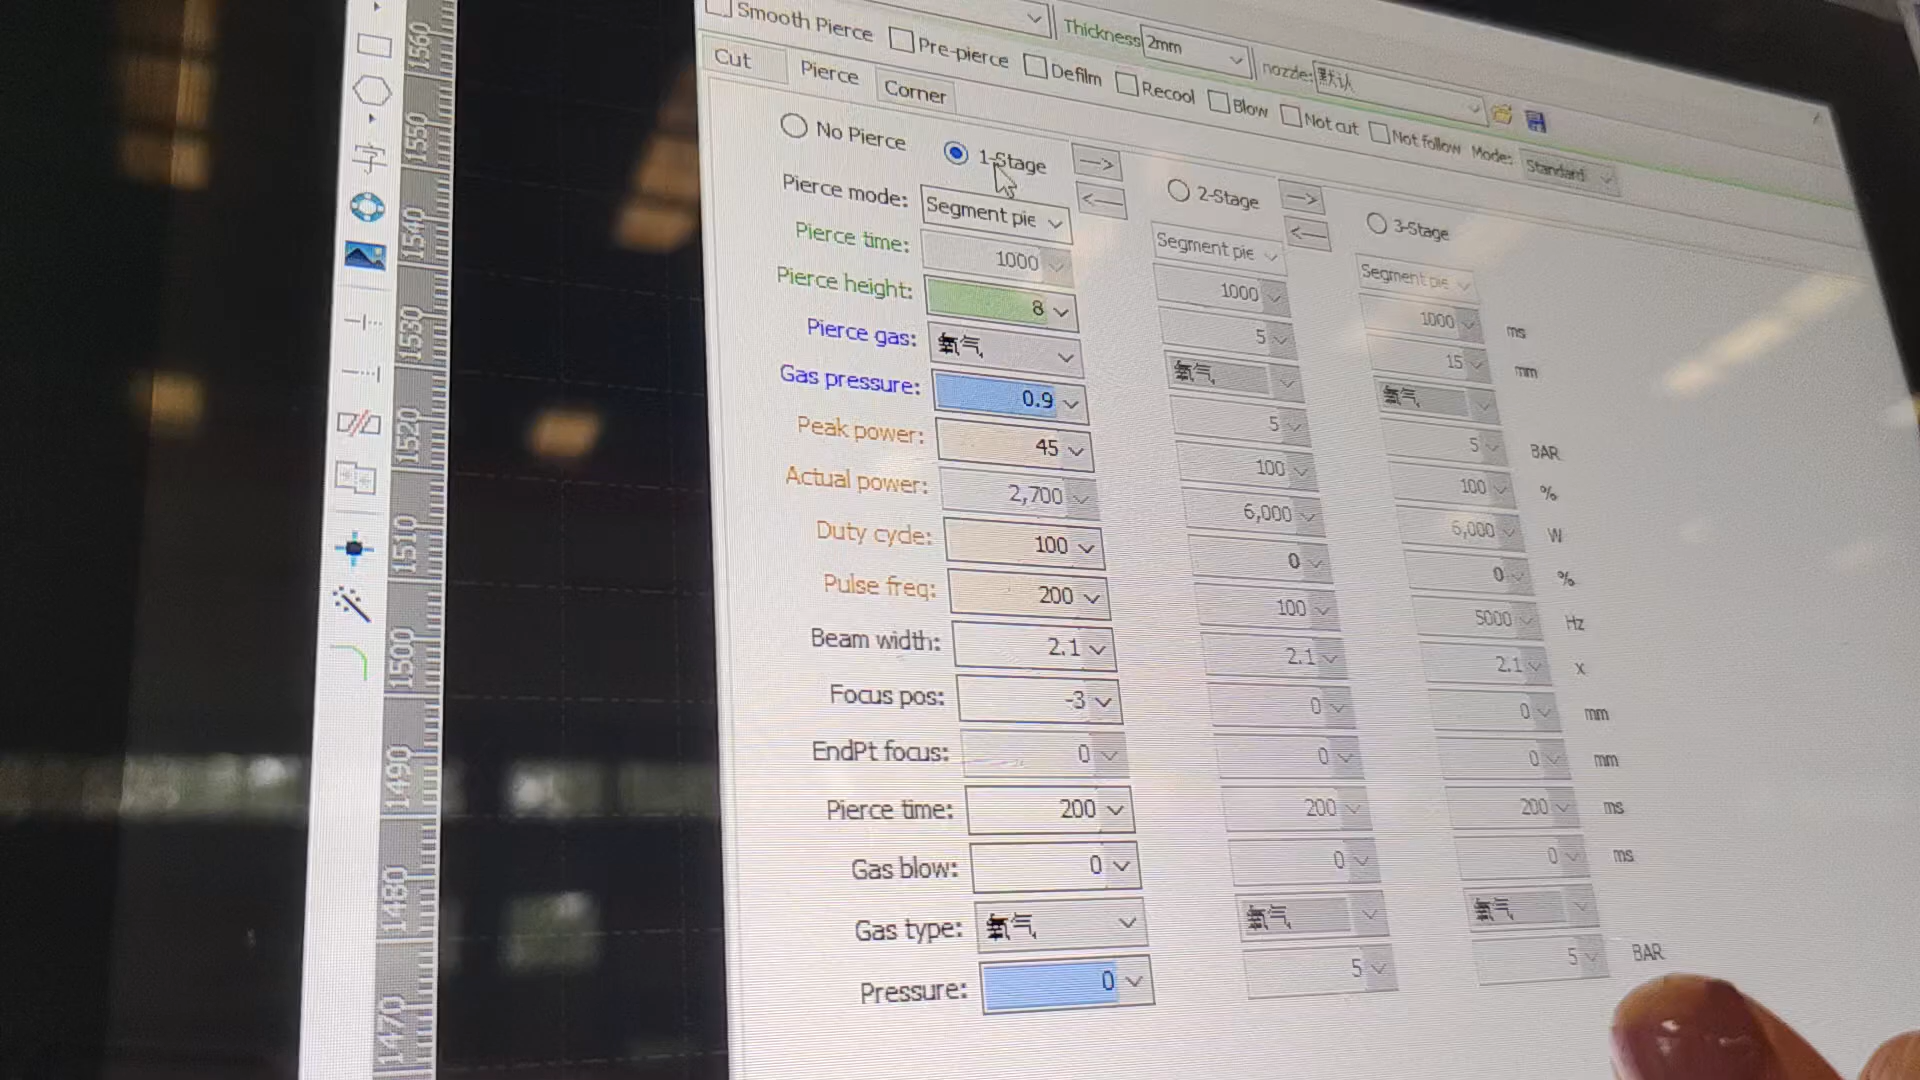 Smooth Pierce Pre-pierce Defilm Recool Blow Not cut Not follow Mode: Standard
Thickness 2mm nozzle: 默认
Cut Pierce Corner
No Pierce 1-Stage --> <-- 2-Stage --> <-- 3-Stage
Pierce mode: Segment pie Segment pie Segment pie
Pierce time: 1000 1000 1000 ms
Pierce height: 8 5 15 mm
Pierce gas: 氧气 氧气 氧气
Gas pressure: 0.9 5 5 BAR
Peak power: 45 100 100 %
Actual power: 2,700 6,000 6,000 W
Duty cycle: 100 0 0 %
Pulse freq: 200 100 5000 Hz
Beam width: 2.1 2.1 2.1 x
Focus pos: -3 0 0 mm
EndPt focus: 0 0 0 mm
Pierce time: 200 200 200 ms
Gas blow: 0 0 0 ms
Gas type: 氧气 氧气 氧气
Pressure: 0 5 5 BAR
字
1560
1550
1540
1530
1520
1510
1500
1490
1480
1470